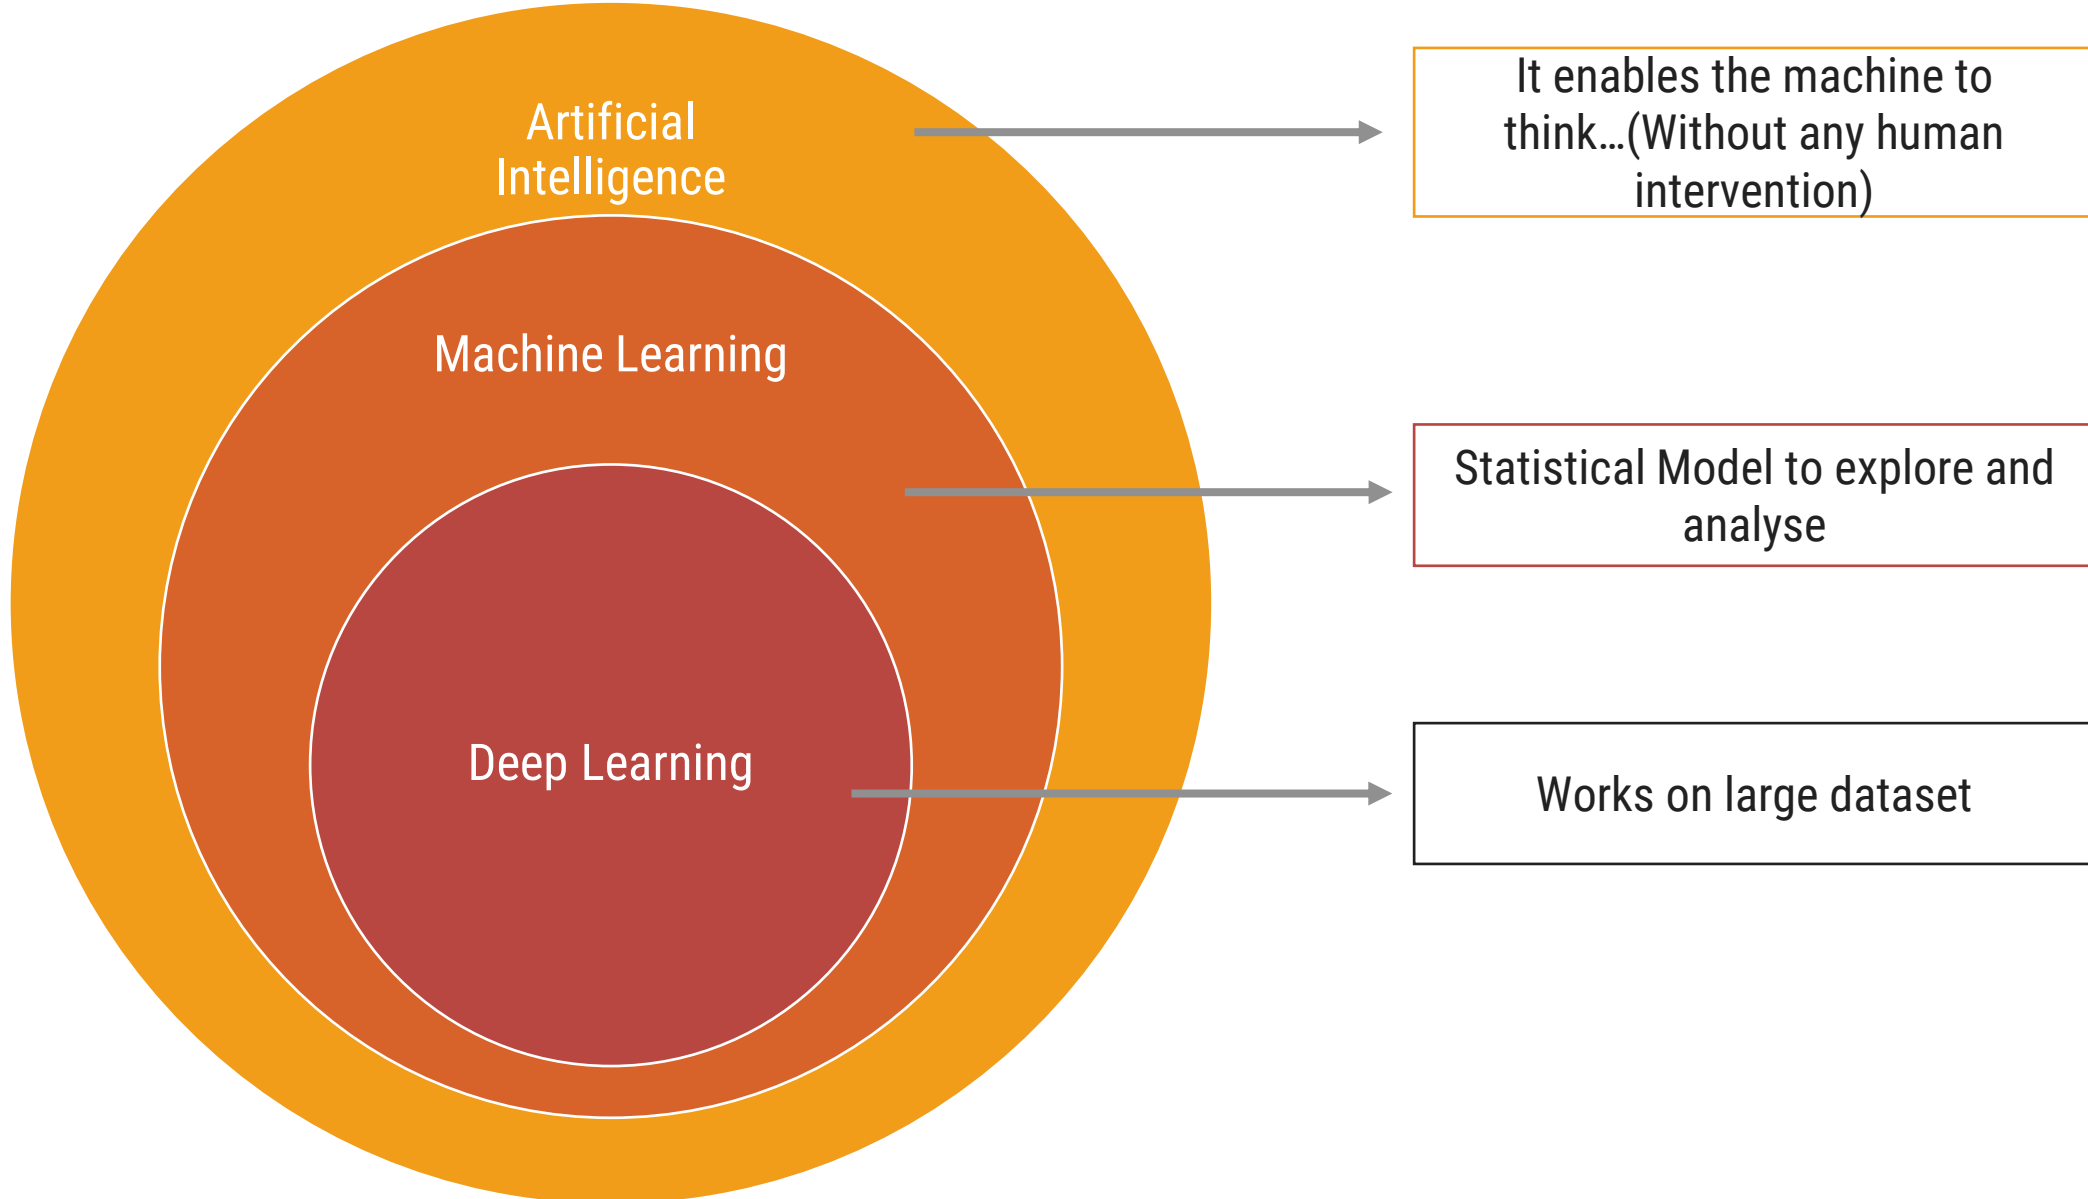 Artificial
Intelligence
It enables the machine to
think…(Without any human
intervention)
Machine Learning
Statistical Model to explore and
analyse
Deep Learning
Works on large dataset